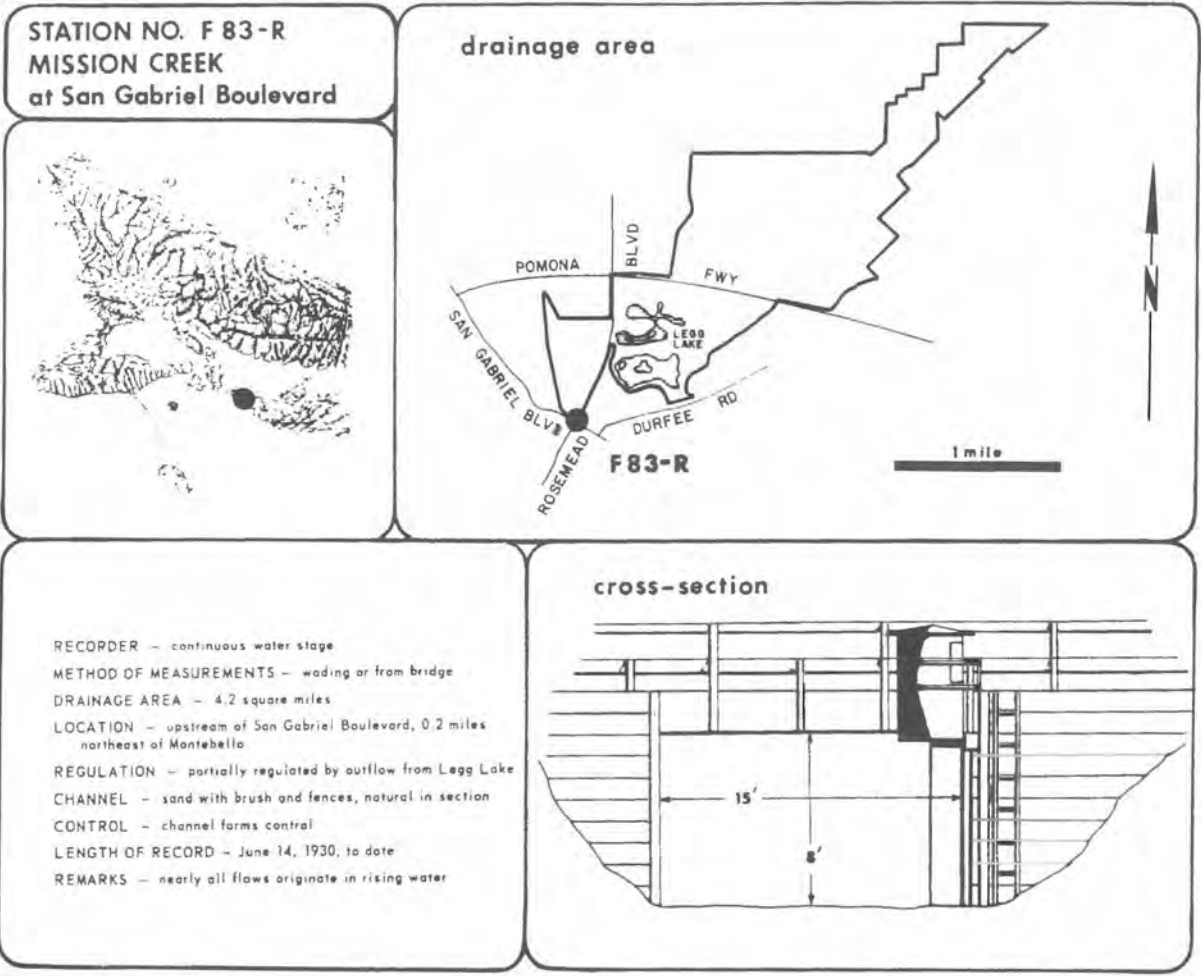 STATION NO. F 83-R
MISSION CREEK
at San Gabriel Boulevard
drainage area
BLVD
POMONA
FWY
SAN GABRIEL BLVD
LEGG
LAKE
DURFEE RD
ROSEMEAD
F83-R
1 mile
N
RECORDER – continuous water stage
METHOD OF MEASUREMENTS – wading or from bridge
DRAINAGE AREA – 4.2 square miles
LOCATION – upstream of San Gabriel Boulevard, 0.2 miles
northeast of Montebello
REGULATION – partially regulated by outflow from Legg Lake
CHANNEL – sand with brush and fences, natural in section
CONTROL – channel forms control
LENGTH OF RECORD – June 14, 1930, to date
REMARKS – nearly all flows originate in rising water
cross-section
15'
8'